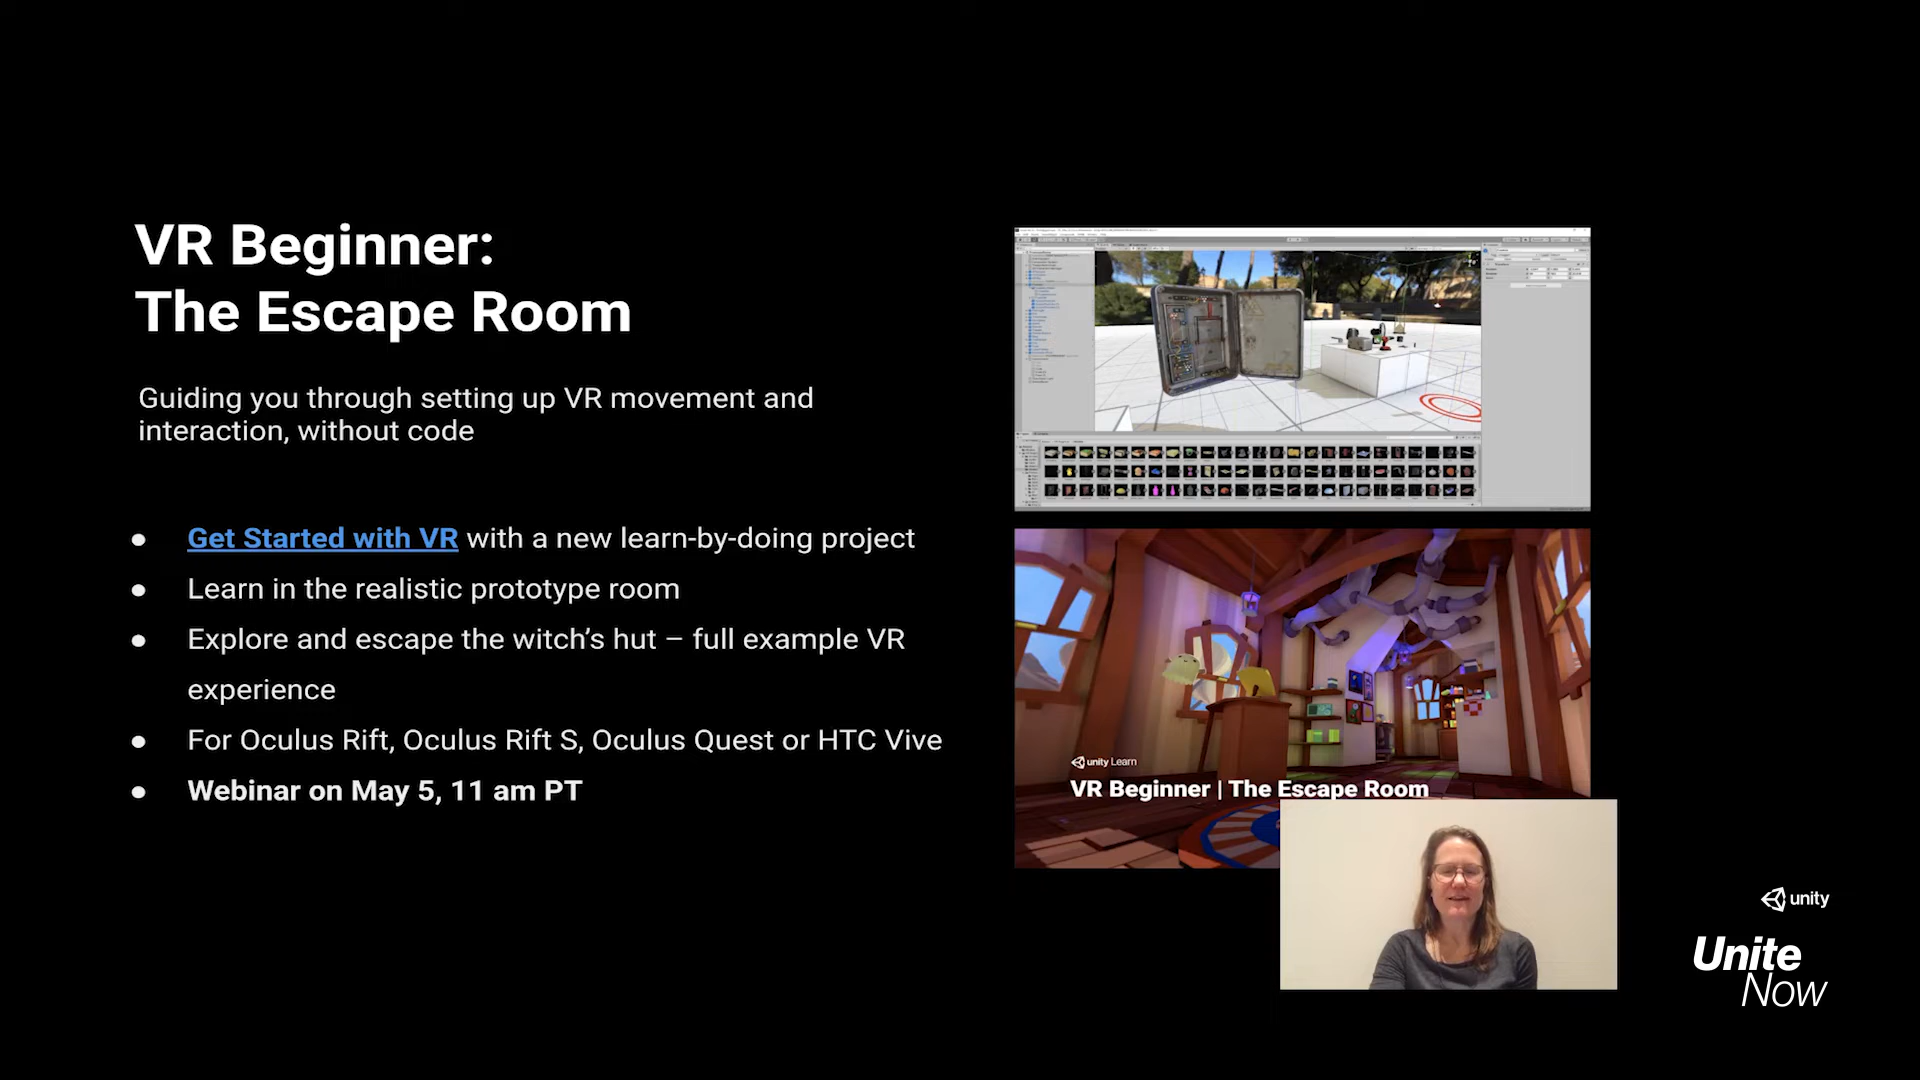 VR Beginner:
The Escape Room
Guiding you through setting up VR movement and
interaction, without code
● Get Started with VR with a new learn-by-doing project
● Learn in the realistic prototype room
● Explore and escape the witch’s hut – full example VR
experience
● For Oculus Rift, Oculus Rift S, Oculus Quest or HTC Vive
● Webinar on May 5, 11 am PT
unity Learn
VR Beginner | The Escape Room
unity
Unite
Now